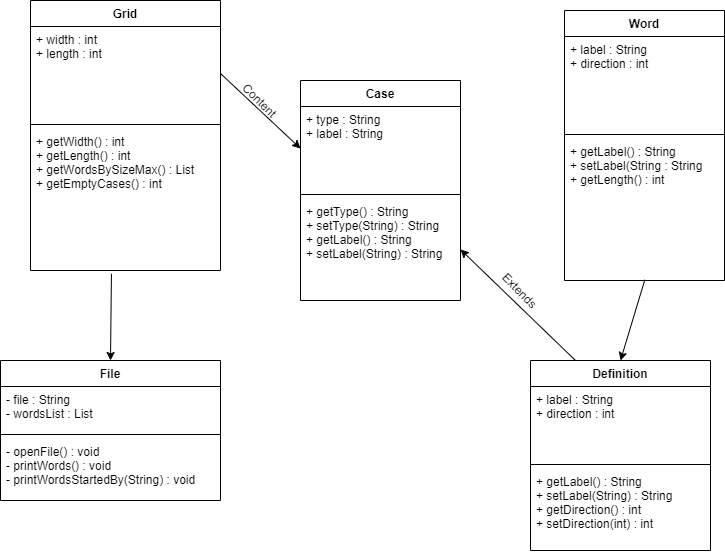 Grid
+ width : int
+ length : int
+ getWidth() : int
+ getLength() : int
+ getWordsBySizeMax() : List
+ getEmptyCases() : int
Content
Case
+ type : String
+ label : String
+ getType() : String
+ setType(String) : String
+ getLabel() : String
+ setLabel(String) : String
Word
+ label : String
+ direction : int
+ getLabel() : String
+ setLabel(String : String
+ getLength() : int
Extends
File
- file : String
- wordsList : List
- openFile() : void
- printWords() : void
- printWordsStartedBy(String) : void
Definition
+ label : String
+ direction : int
+ getLabel() : String
+ setLabel(String) : String
+ getDirection() : int
+ setDirection(int) : int